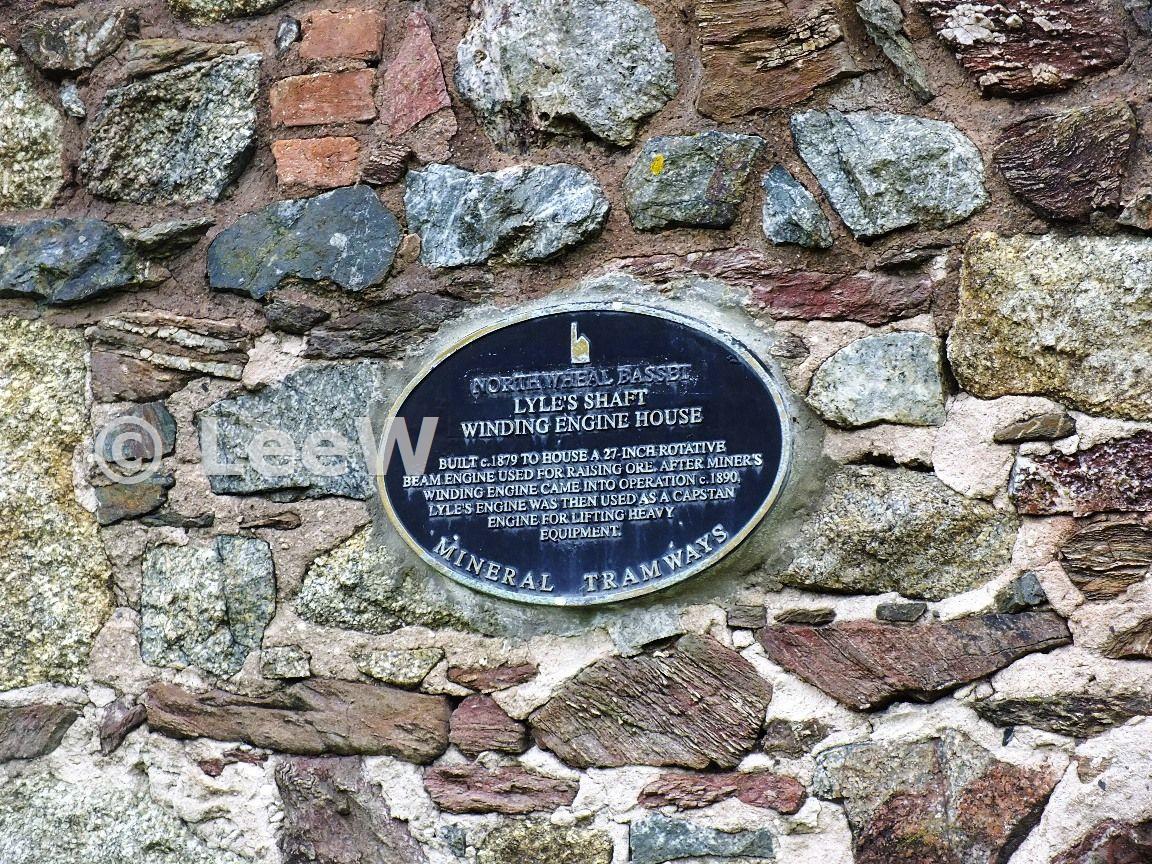 NORTH WHEAL BASSET
LYLE'S SHAFT
WINDING ENGINE HOUSE
BUILT c.1879 TO HOUSE A 27-INCH ROTATIVE
BEAM ENGINE USED FOR RAISING ORE. AFTER MINER'S
WINDING ENGINE CAME INTO OPERATION c.1890,
LYLE'S ENGINE WAS THEN USED AS A CAPSTAN
ENGINE FOR LIFTING HEAVY
EQUIPMENT.
MINERAL TRAMWAYS
© LeeW